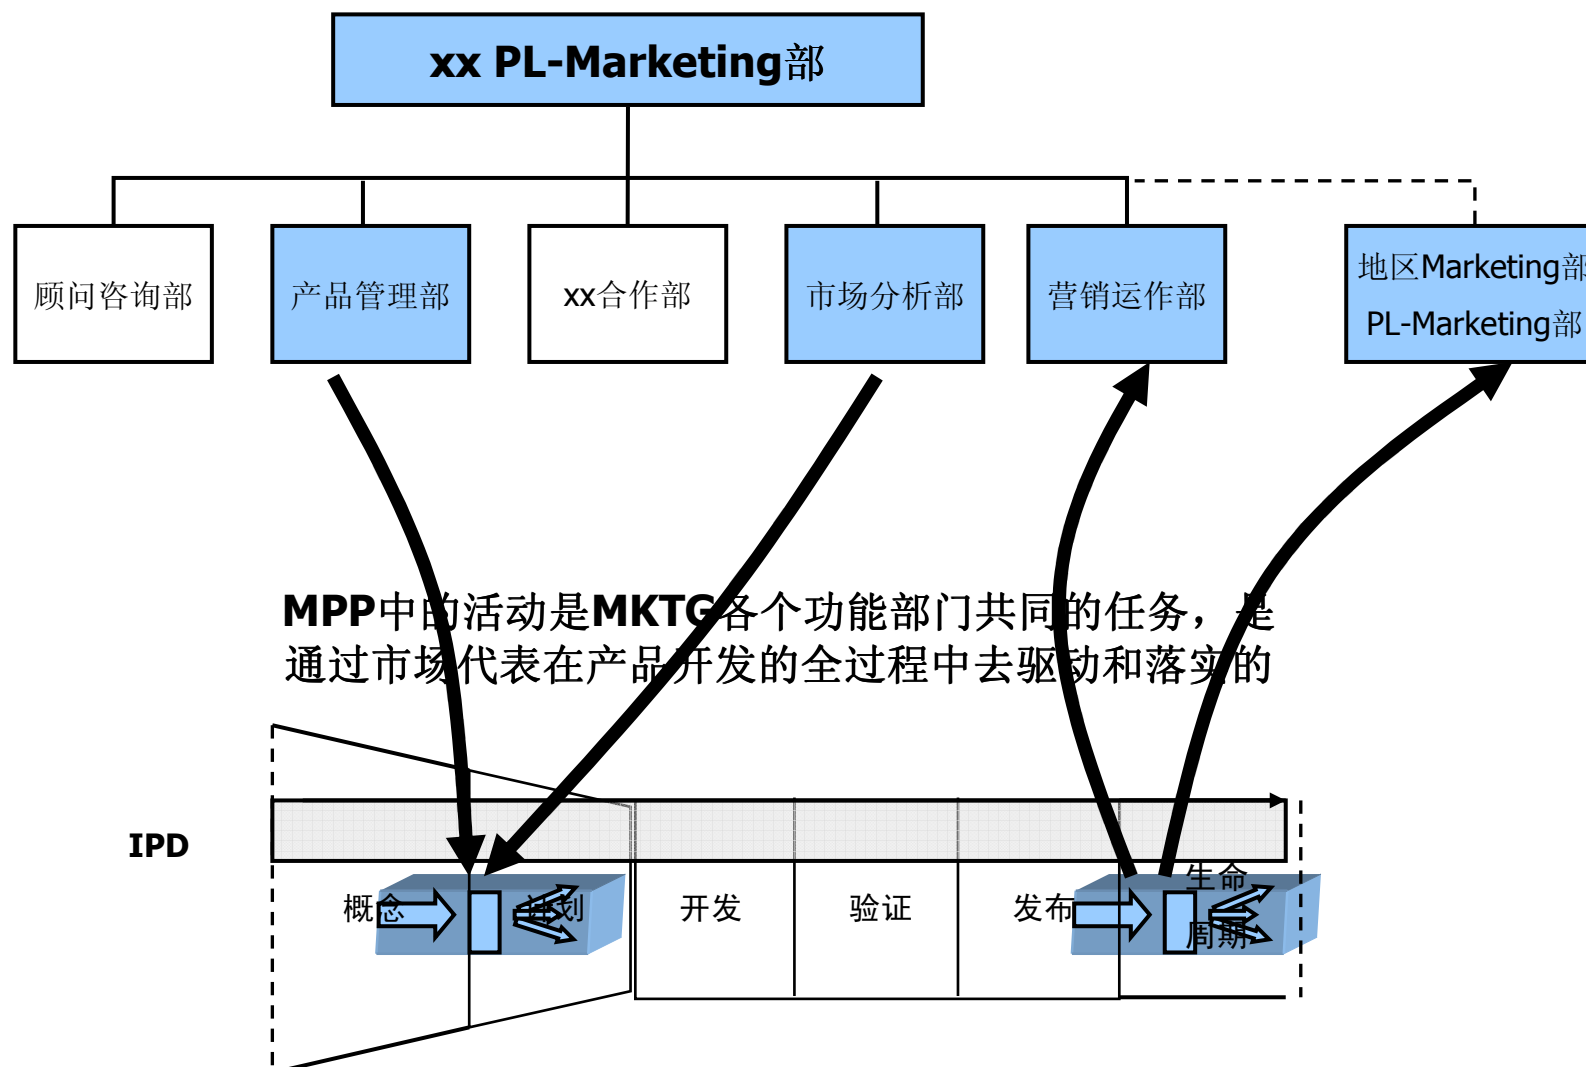 xx PL-Marketing部
顾问咨询部
产品管理部
xx合作部
市场分析部
营销运作部
地区Marketing部
PL-Marketing部
MPP中的活动是MKTG各个功能部门共同的任务，是
通过市场代表在产品开发的全过程中去驱动和落实的
IPD
概念
计划
开发
验证
发布
生命
周期